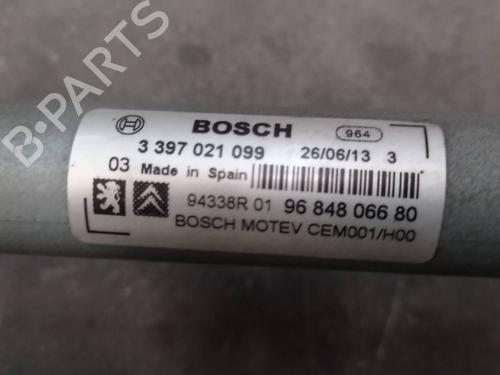 B-PARTS
BOSCH 964
3 397 021 099 26/06/13 3
03 Made in Spain
94338R 01 96 848 066 80
BOSCH MOTEV CEM001/H00